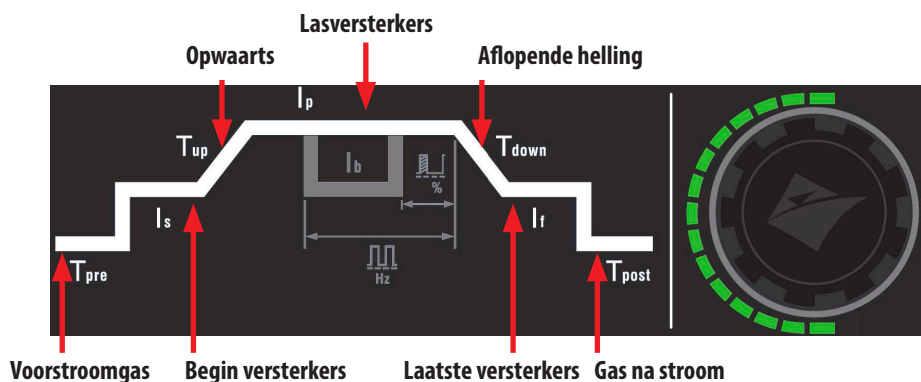 Lasversterkers
Opwaarts
Aflopende helling
Ip
Tup
Ib
%
Tdown
Is
If
Hz
Tpre
Tpost
Voorstroomgas
Begin versterkers
Laatste versterkers
Gas na stroom